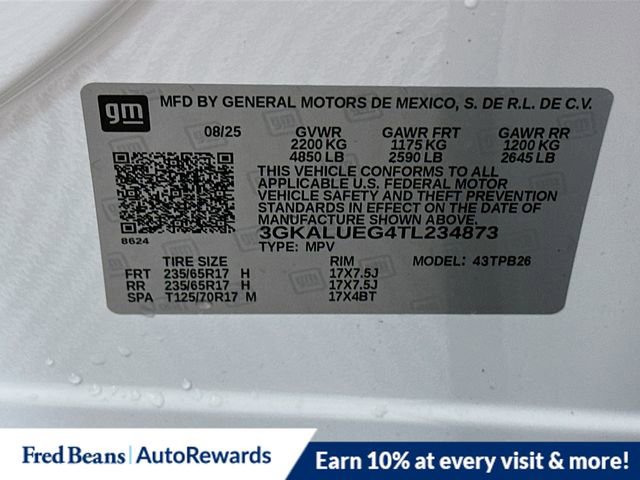 gm MFD BY GENERAL MOTORS DE MEXICO, S. DE R.L. DE C.V.
08/25 GVWR GAWR FRT GAWR RR
2200 KG 1175 KG 1200 KG
4850 LB 2590 LB 2645 LB
THIS VEHICLE CONFORMS TO ALL
APPLICABLE U.S. FEDERAL MOTOR
VEHICLE SAFETY AND THEFT PREVENTION
STANDARDS IN EFFECT ON THE DATE OF
MANUFACTURE SHOWN ABOVE.
8624 3GKALUEG4TL234873
TYPE: MPV
TIRE SIZE RIM MODEL: 43TPB26
FRT 235/65R17 H 17X7.5J
RR 235/65R17 H 17X7.5J
SPA T125/70R17 M 17X4BT
Fred Beans | AutoRewards Earn 10% at every visit & more!